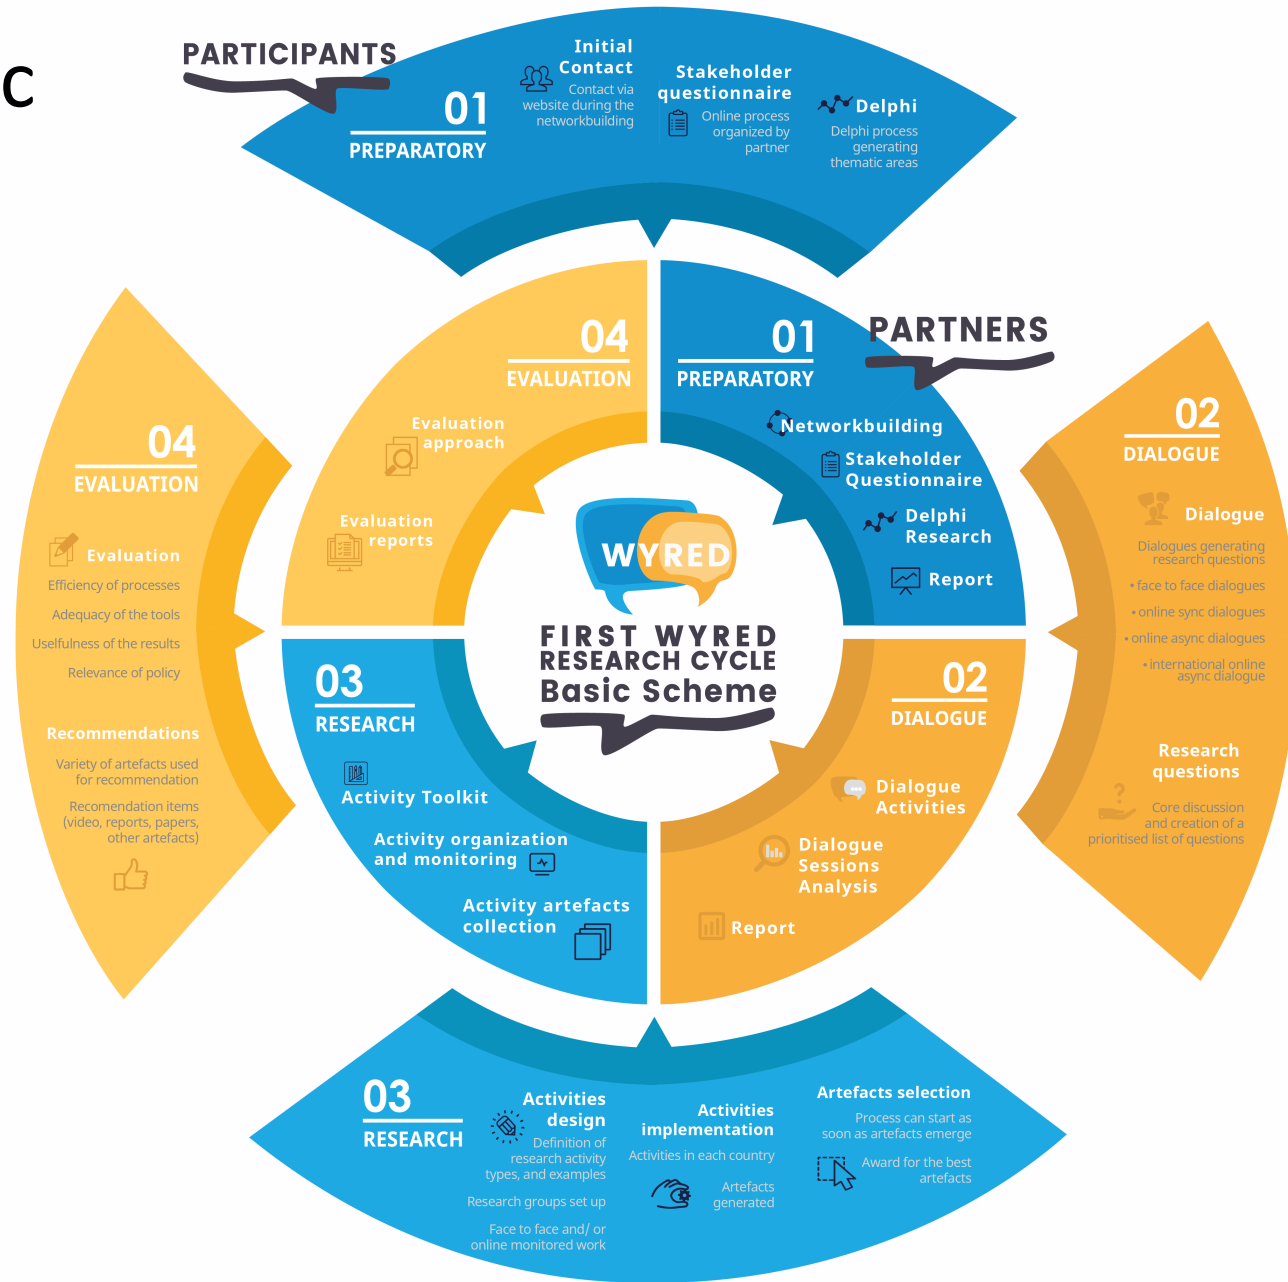 c
PARTICIPANTS
01
PREPARATORY
Initial
Contact
Contact via
website during the
networkbuilding
Stakeholder
questionnaire
Online process
organized by
partner
Delphi
Delphi process
generating
thematic areas
04
EVALUATION
Evaluation
approach
Evaluation
reports
01
PREPARATORY
PARTNERS
Networkbuilding
Stakeholder
Questionnaire
Delphi
Research
Report
04
EVALUATION
Evaluation
Efficiency of processes
Adequacy of the tools
Uselfulness of the results
Relevance of policy
Recommendations
Variety of artefacts used
for recommendation
Recomendation items
(video, reports, papers,
other artefacts)
WYRED
FIRST WYRED
RESEARCH CYCLE
Basic Scheme
02
DIALOGUE
Dialogue
Dialogues generating
research questions
• face to face dialogues
• online sync dialogues
• online async dialogues
• international online
async dialogue
Research
questions
Core discussion
and creation of a
prioritised list of questions
03
RESEARCH
Activity Toolkit
Activity organization
and monitoring
Activity artefacts
collection
02
DIALOGUE
Dialogue
Activities
Dialogue
Sessions
Analysis
Report
03
RESEARCH
Activities
design
Definition of
research activity
types, and examples
Research groups set up
Face to face and/ or
online monitored work
Activities
implementation
Activities in each country
Artefacts
generated
Artefacts selection
Process can start as
soon as artefacts emerge
Award for the best
artefacts